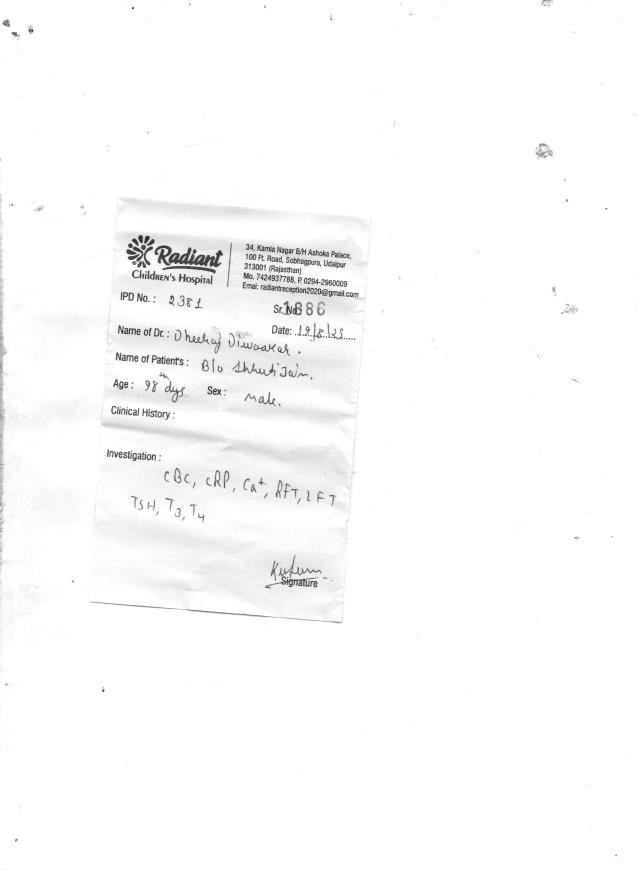 Radiant
Children's Hospital
34, Kamla Nagar B/H Ashoka Palace,
100 Ft. Road, Sobhagpura, Udaipur
313001 (Rajasthan)
Mo. 7424937788, P. 0294-2960009
Emai: radiantreception2020@gmail.com
IPD No. : 2381
Sr. No. 1886
Name of Dr. : Dheeraj Diwaakar.
Date: 19/8/25
Name of Patient's : B/o Shruti Jain.
Age : 98 dys Sex : Male.
Clinical History :
Investigation :
CBC, CRP, Ca+, RFT, LFT
TSH, T3, T4
Signature